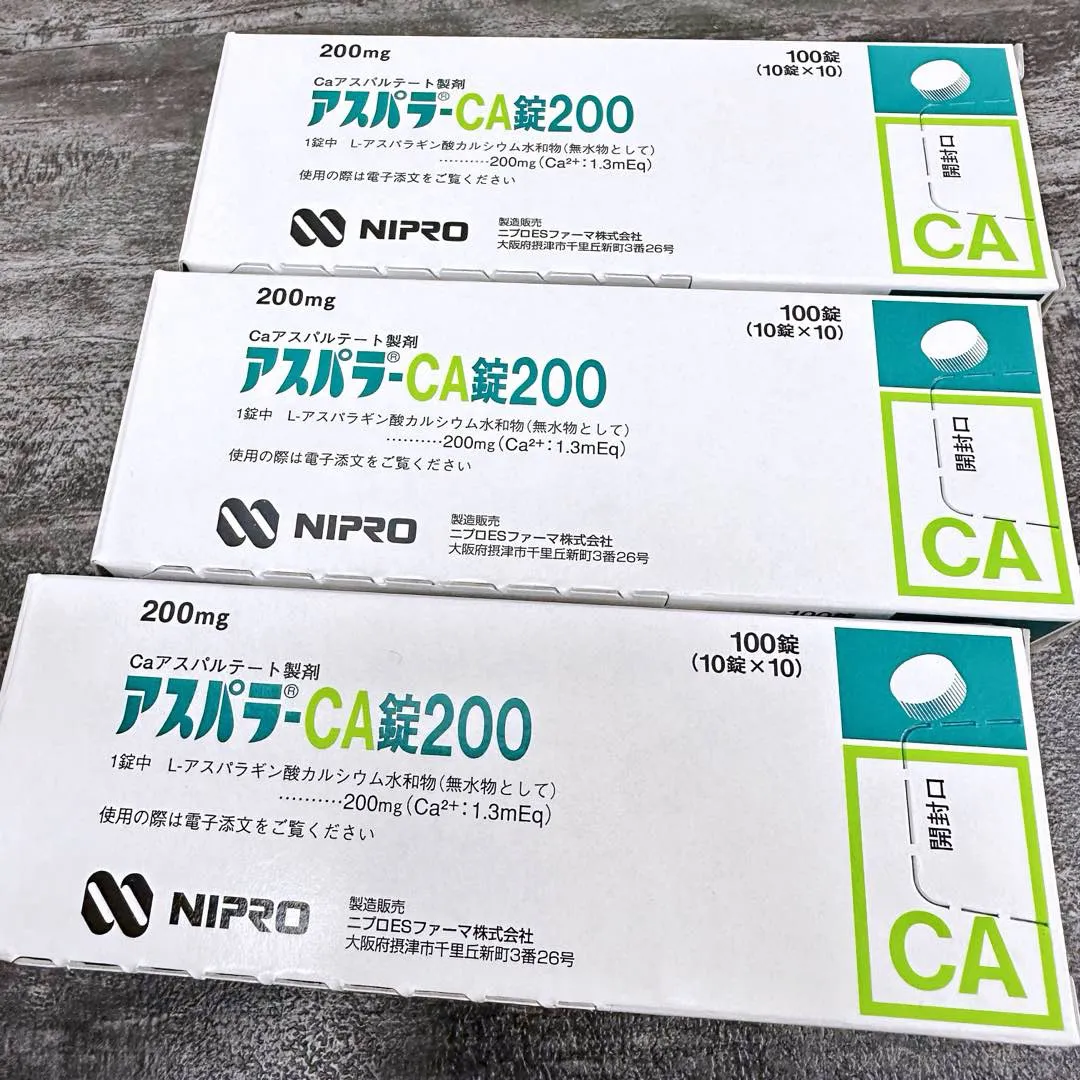 200mg
100錠
(10錠×10)
Caアスパルテート製剤
アスパラ®-CA錠200
1錠中 L-アスパラギン酸カルシウム水和物(無水物として)
‥‥‥‥‥200mg(Ca²⁺:1.3mEq)
使用の際は電子添文をご覧ください
NIPRO
製造販売
ニプロESファーマ株式会社
大阪府摂津市千里丘新町3番26号
開封口
CA
200mg
100錠
(10錠×10)
Caアスパルテート製剤
アスパラ®-CA錠200
1錠中 L-アスパラギン酸カルシウム水和物(無水物として)
‥‥‥‥‥200mg(Ca²⁺:1.3mEq)
使用の際は電子添文をご覧ください
NIPRO
製造販売
ニプロESファーマ株式会社
大阪府摂津市千里丘新町3番26号
開封口
CA
100錠
200mg
100錠
(10錠×10)
Caアスパルテート製剤
アスパラ®-CA錠200
1錠中 L-アスパラギン酸カルシウム水和物(無水物として)
‥‥‥‥‥200mg(Ca²⁺:1.3mEq)
使用の際は電子添文をご覧ください
NIPRO
製造販売
ニプロESファーマ株式会社
大阪府摂津市千里丘新町3番26号
開封口
CA